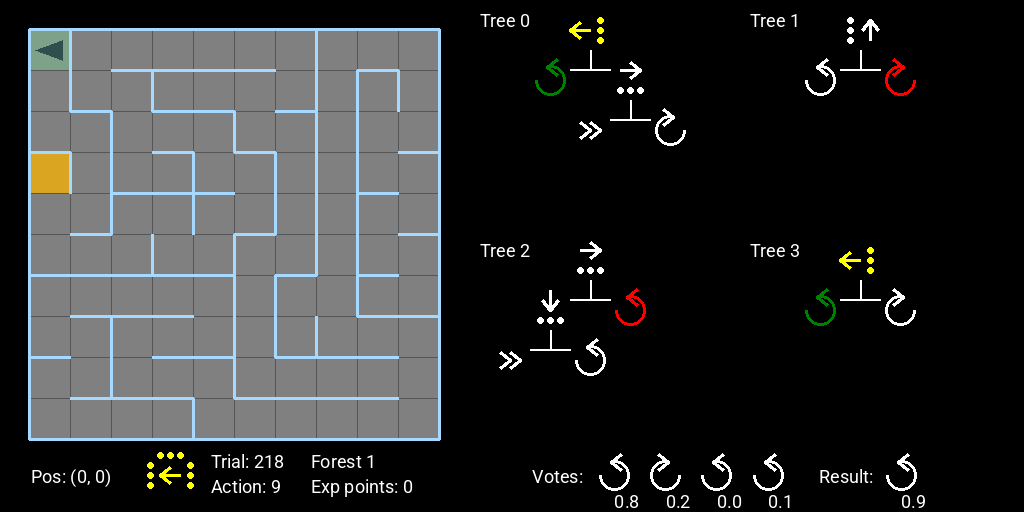 Tree 0
Tree 1
Tree 2
Tree 3
Pos: (0, 0)
Trial: 218
Forest 1
Action: 9
Exp points: 0
Votes:
0.8
0.2
0.0
0.1
Result:
0.9